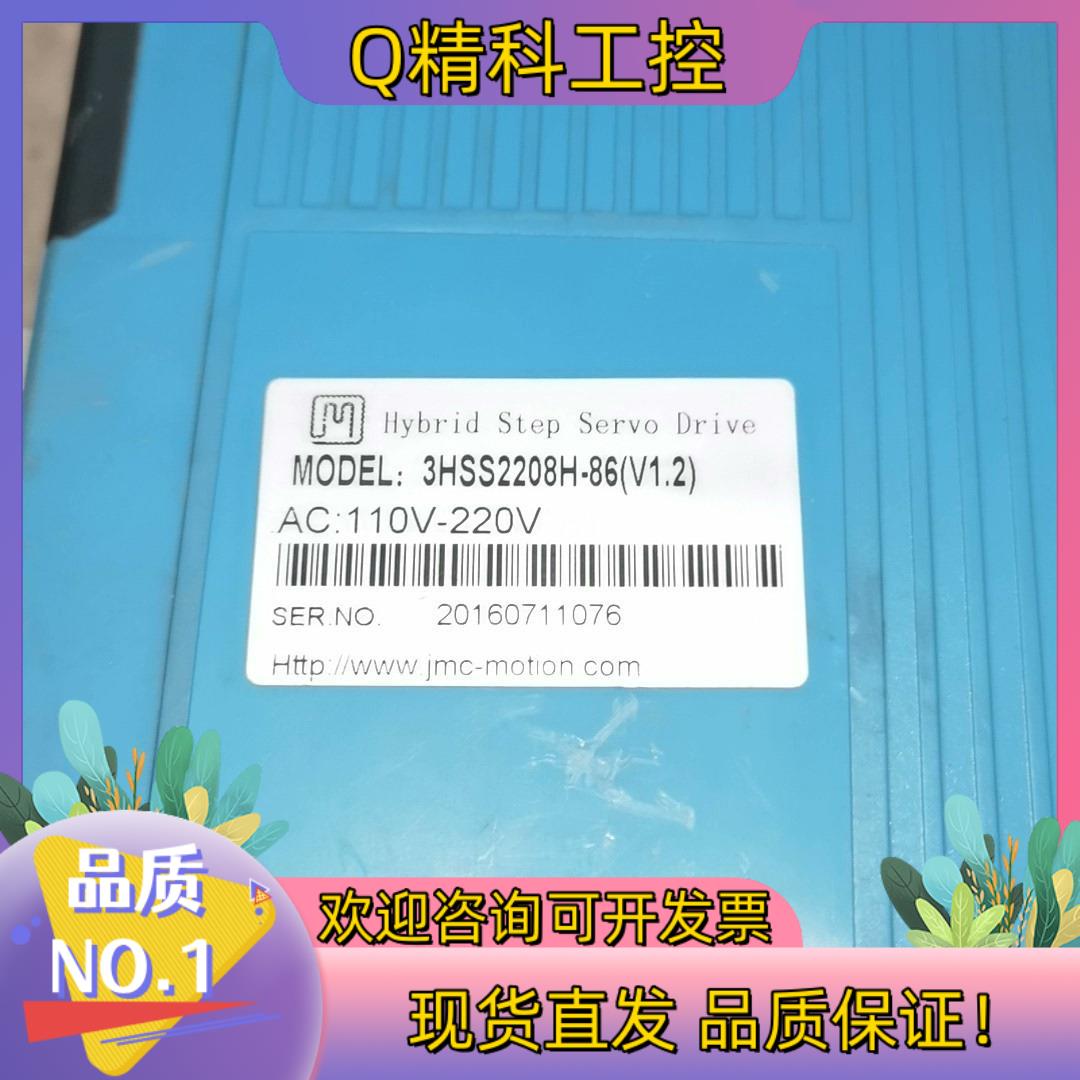 Q精科工控
Hybrid Step Servo Drive
MODEL: 3HSS2208H-86(V1.2)
AC:110V-220V
SER.NO. 20160711076
Http://www.jmc-motion.com
品质
NO.1
欢迎咨询可开发票
现货直发 品质保证!